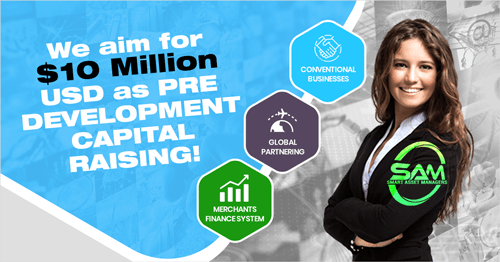 We aim for
$10 Million
USD as PRE
DEVELOPMENT
CAPITAL
RAISING!
CONVENTIONAL
BUSINESSES
GLOBAL
PARTNERING
MERCHANTS
FINANCE SYSTEM
SAM
SMART ASSET MANAGERS